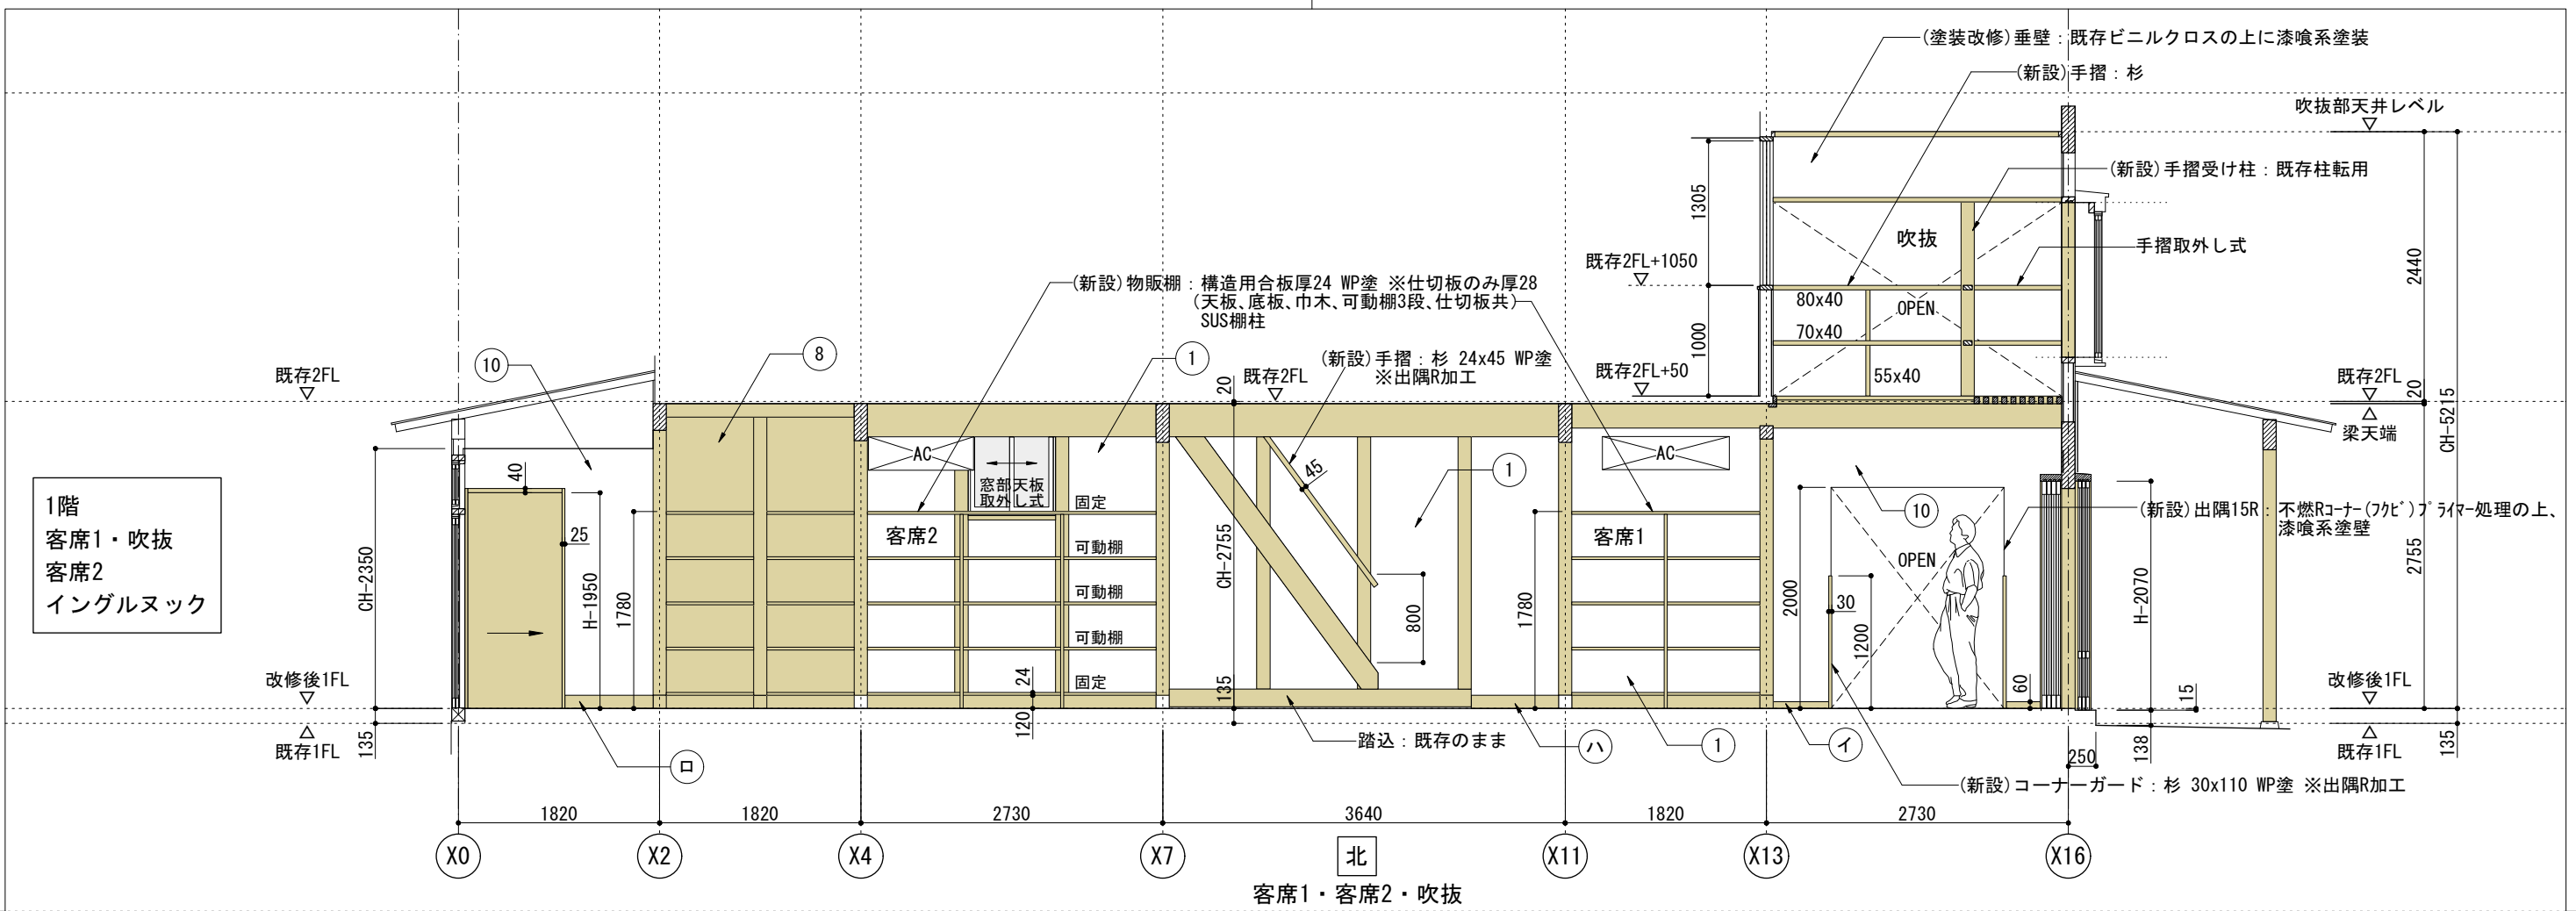 (塗装改修)垂壁：既存ビニルクロスの上に漆喰系塗装
(新設)手摺：杉
吹抜部天井レベル
(新設)手摺受け柱：既存柱転用
1305
吹抜
手摺取外し式
2440
既存2FL+1050
(新設)物販棚：構造用合板厚24 WP塗 ※仕切板のみ厚28
(天板、底板、巾木、可動棚3段、仕切板共)
SUS棚柱
80x40
OPEN
70x40
1000
10
8
1
(新設)手摺：杉 24x45 WP塗
※出隅R加工
既存2FL
既存2FL
既存2FL+50
55x40
既存2FL
20
20
梁天端
CH-5215
AC
AC
窓部天板
取外し式
固定
45
1
10
40
1階
客席1・吹抜
客席2
イングルヌック
25
客席2
客席1
可動棚
可動棚
可動棚
固定
OPEN
(新設)出隅15R：不燃Rコーナー(フクビ)プライマー処理の上、
漆喰系塗壁
CH-2350
H-1950
1780
CH-2755
800
1780
2000
30
1200
H-2070
2755
改修後1FL
24
135
60
15
改修後1FL
既存1FL
135
120
踏込：既存のまま
ハ
1
イ
ロ
250
138
既存1FL
135
(新設)コーナーガード：杉 30x110 WP塗 ※出隅R加工
1820
1820
2730
3640
1820
2730
X0
X2
X4
X7
北
X11
X13
X16
客席1・客席2・吹抜